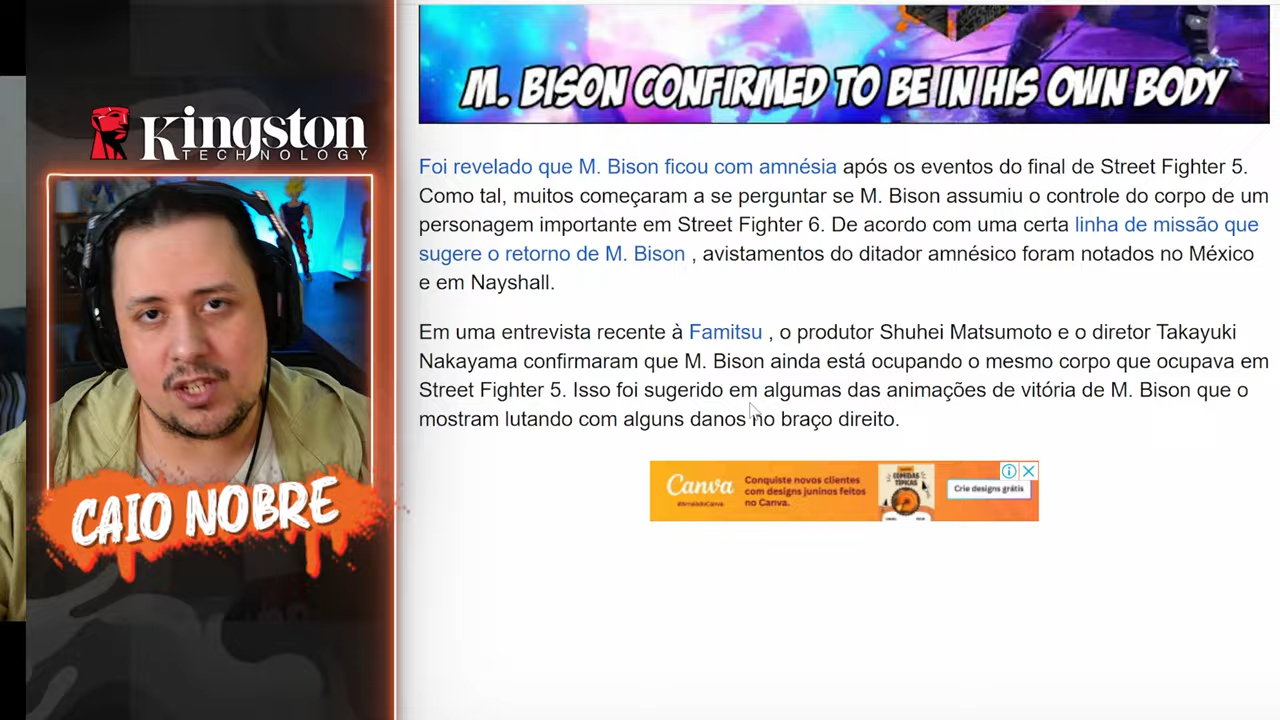 Kingston
TECHNOLOGY
CAIO NOBRE
M. BISON CONFIRMED TO BE IN HIS OWN BODY
Foi revelado que M. Bison ficou com amnésia após os eventos do final de Street Fighter 5.
Como tal, muitos começaram a se perguntar se M. Bison assumiu o controle do corpo de um
personagem importante em Street Fighter 6. De acordo com uma certa linha de missão que
sugere o retorno de M. Bison , avistamentos do ditador amnésico foram notados no México
e em Nayshall.
Em uma entrevista recente à Famitsu , o produtor Shuhei Matsumoto e o diretor Takayuki
Nakayama confirmaram que M. Bison ainda está ocupando o mesmo corpo que ocupava em
Street Fighter 5. Isso foi sugerido em algumas das animações de vitória de M. Bison que o
mostram lutando com alguns danos no braço direito.
Canva
Conquiste novos clientes
com designs juninos feitos
no Canva.
COMIDAS
TÍPICAS
Crie designs grátis